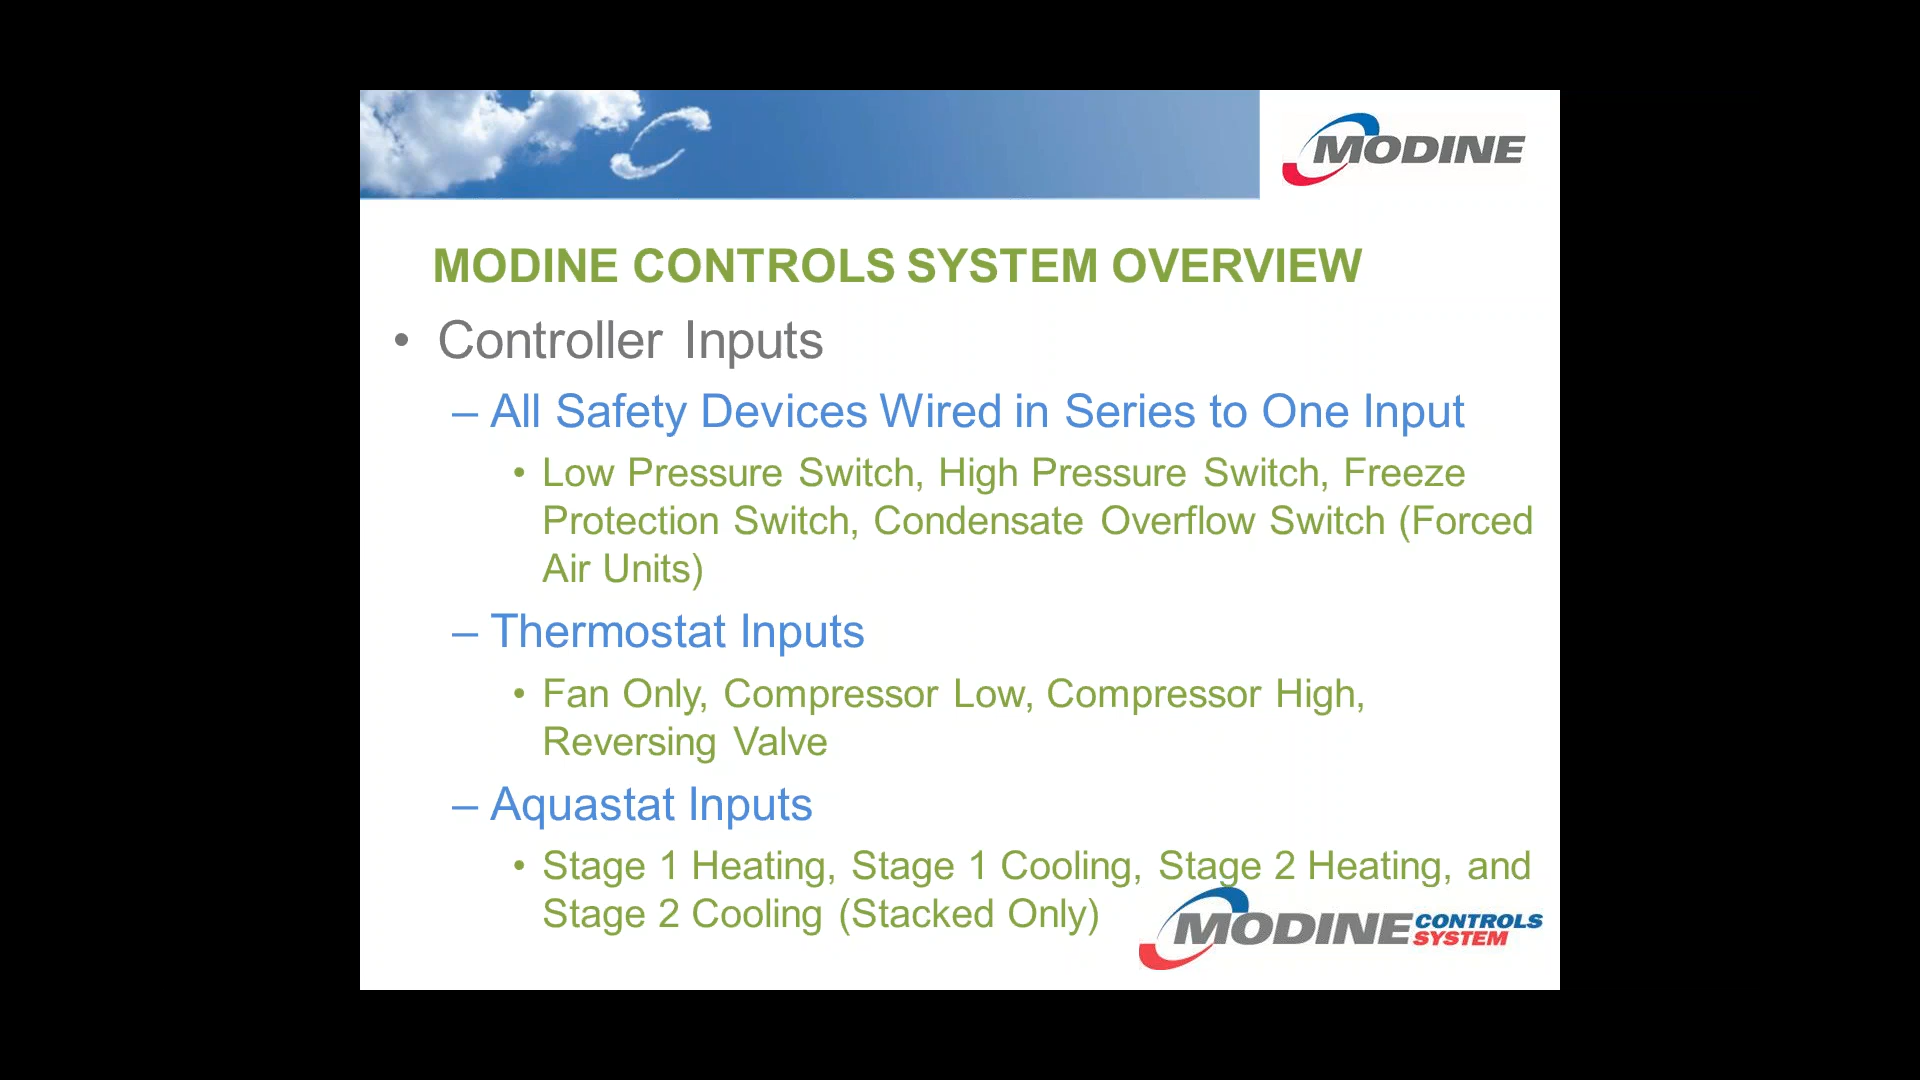 MODINE
MODINE CONTROLS SYSTEM OVERVIEW
• Controller Inputs
– All Safety Devices Wired in Series to One Input
• Low Pressure Switch, High Pressure Switch, Freeze
Protection Switch, Condensate Overflow Switch (Forced
Air Units)
– Thermostat Inputs
• Fan Only, Compressor Low, Compressor High,
Reversing Valve
– Aquastat Inputs
• Stage 1 Heating, Stage 1 Cooling, Stage 2 Heating, and
Stage 2 Cooling (Stacked Only)
MODINE CONTROLS
SYSTEM